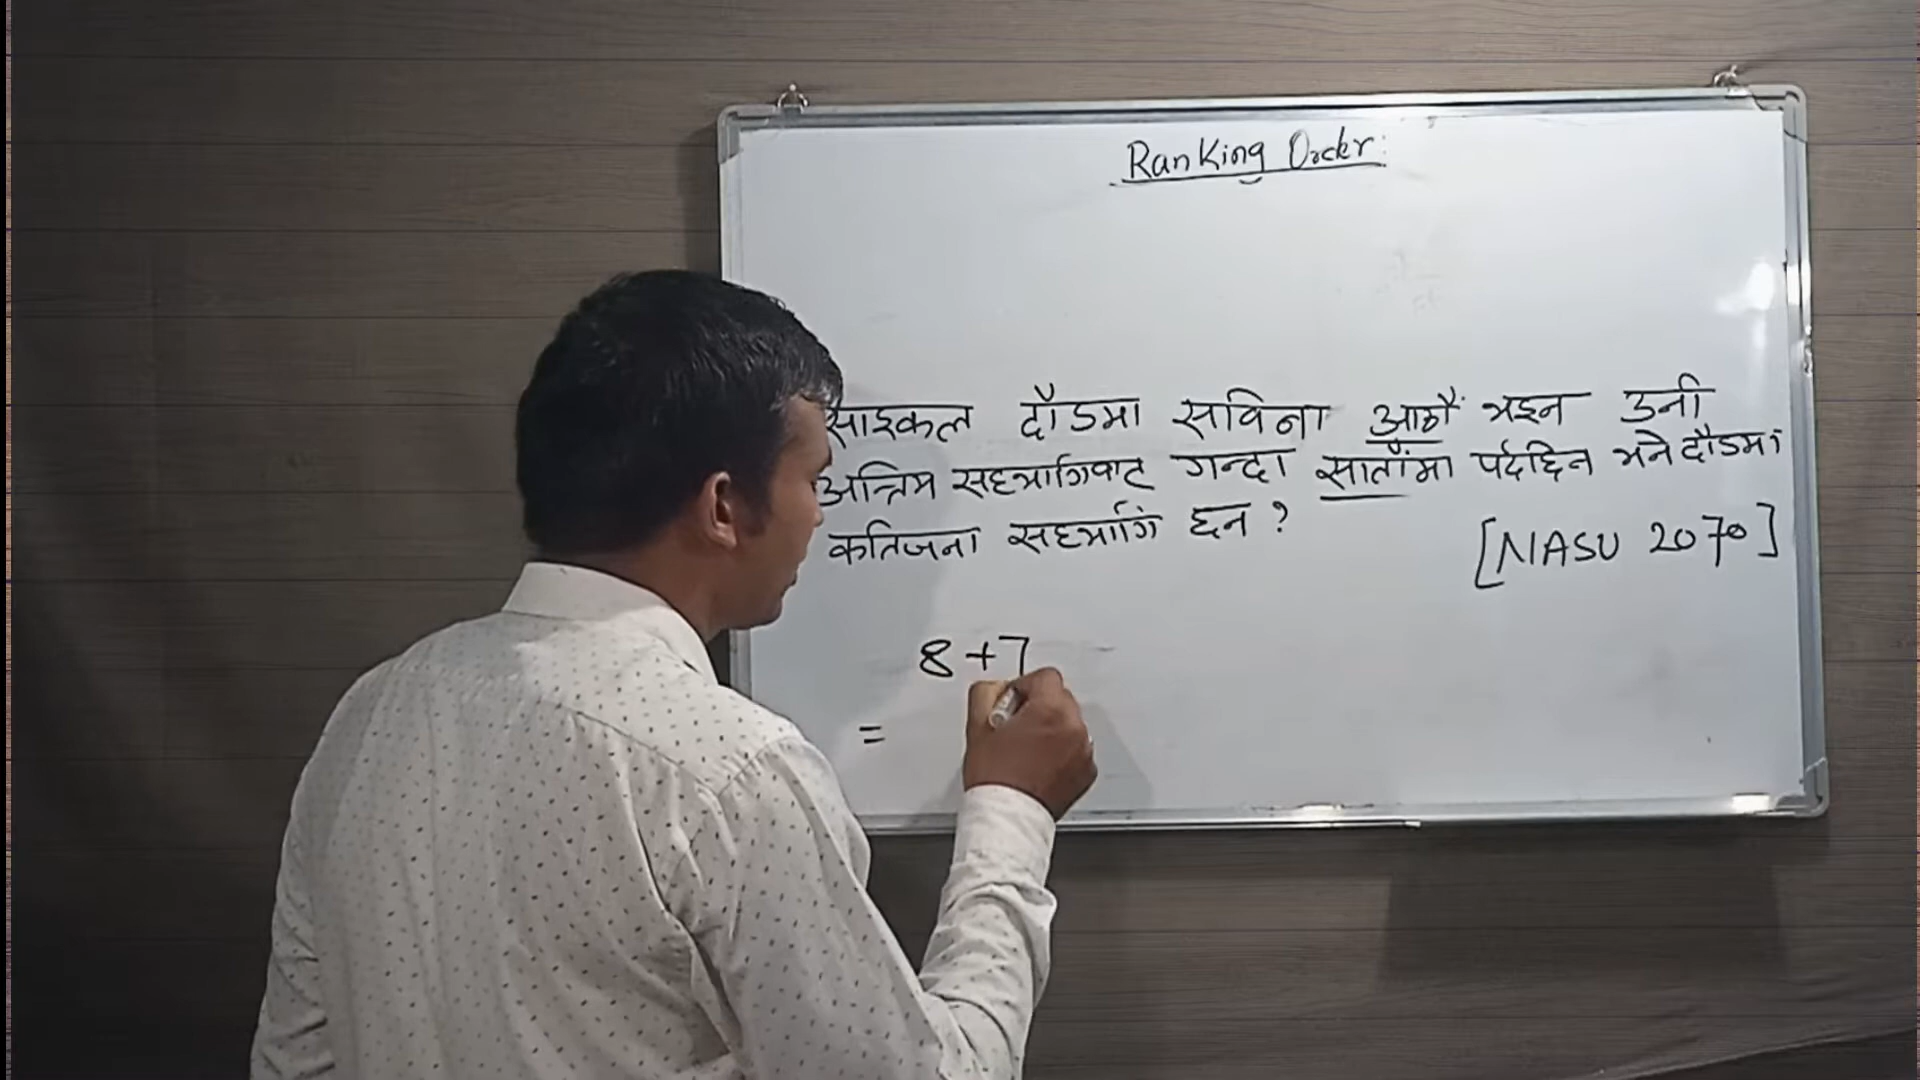 Ranking Order:
साइकल दौडमा सविना आठौं भइन उनी
अन्तिम सहभागिबाट गन्दा सातौंमा पर्दछिन भने दौडमा
कतिजना सहभागि छन ?
[NASU 2070]
8+7
=